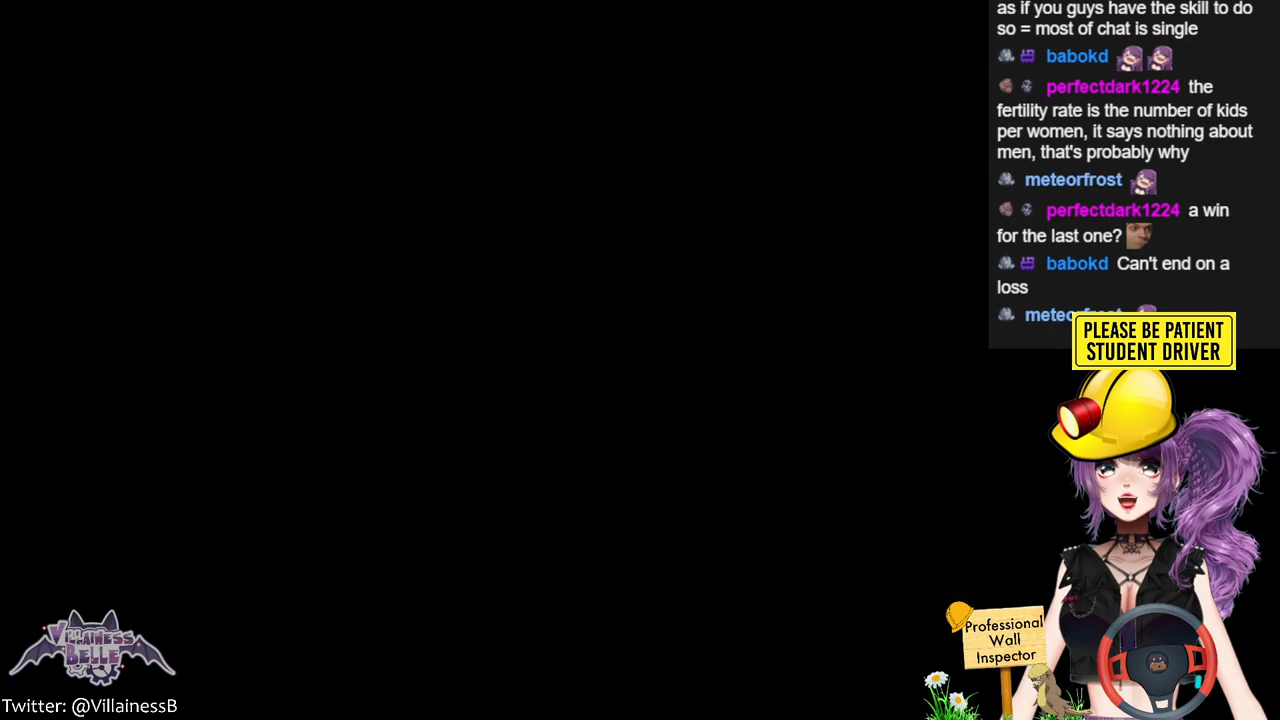 as if you guys have the skill to do
so = most of chat is single
babokd
perfectdark1224 the
fertility rate is the number of kids
per women, it says nothing about
men, that's probably why
meteorfrost
perfectdark1224 a win
for the last one?
babokd Can't end on a
loss
PLEASE BE PATIENT
STUDENT DRIVER
Professional
Wall
Inspector
VILLAINESS
BELLE
Twitter: @VillainessB